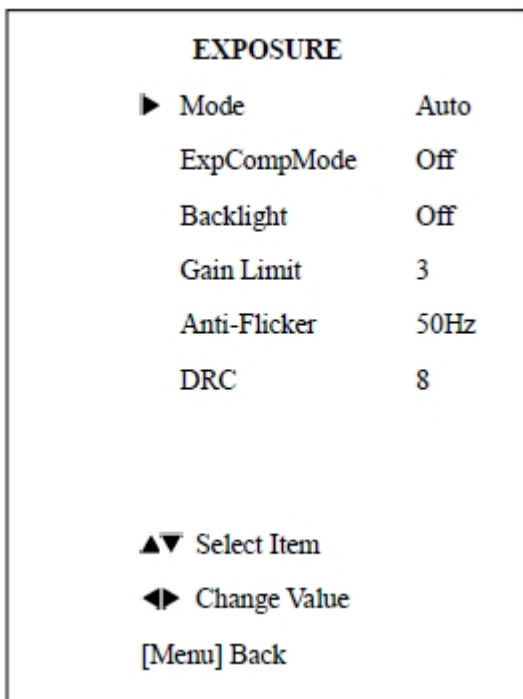 EXPOSURE
▶ Mode Auto
ExpCompMode Off
Backlight Off
Gain Limit 3
Anti-Flicker 50Hz
DRC 8
▲▼ Select Item
◀▶ Change Value
[Menu] Back